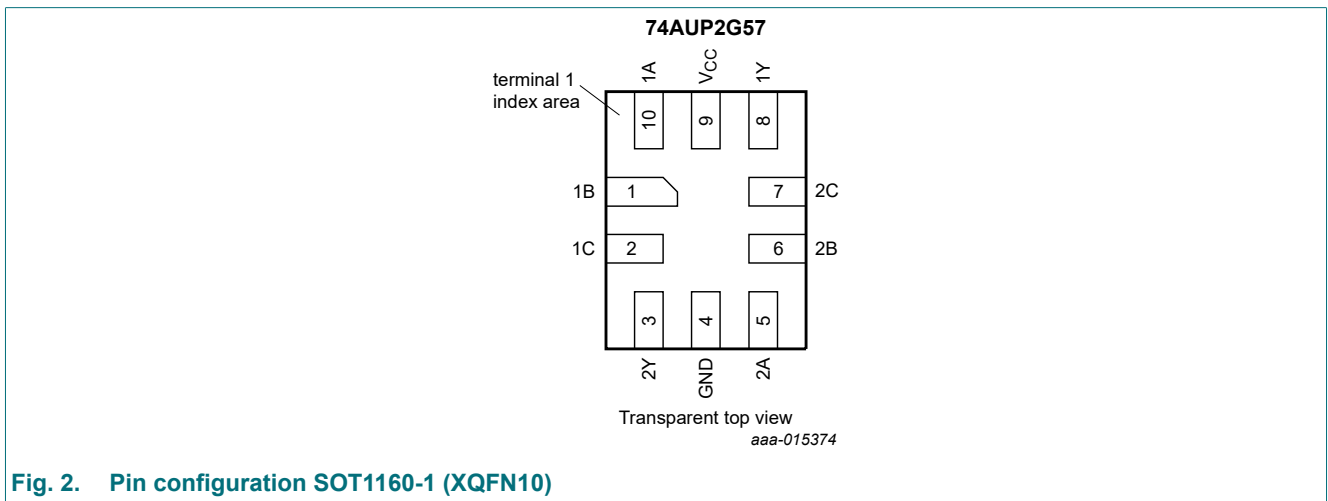 74AUP2G57
1A VCC 1Y
terminal 1
index area
10 9 8
1B 1 7 2C
1C 2 6 2B
3 4 5
2Y GND 2A
Transparent top view
aaa-015374
Fig. 2. Pin configuration SOT1160-1 (XQFN10)